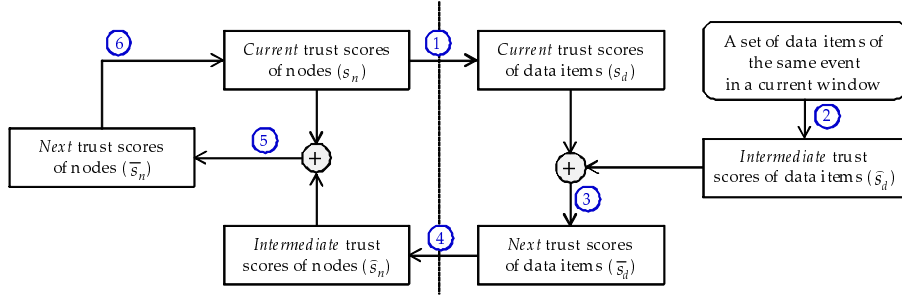 6
Current trust scores
of nodes (s_n)
1
Current trust scores
of data items (s_d)
A set of data items of
the same event
in a current window
2
Next trust scores
of nodes (s̅_n)
5
+
+
Intermediate trust
scores of data items (ŝ_d)
3
Intermediate trust
scores of nodes (ŝ_n)
4
Next trust scores
of data items (s̅_d)